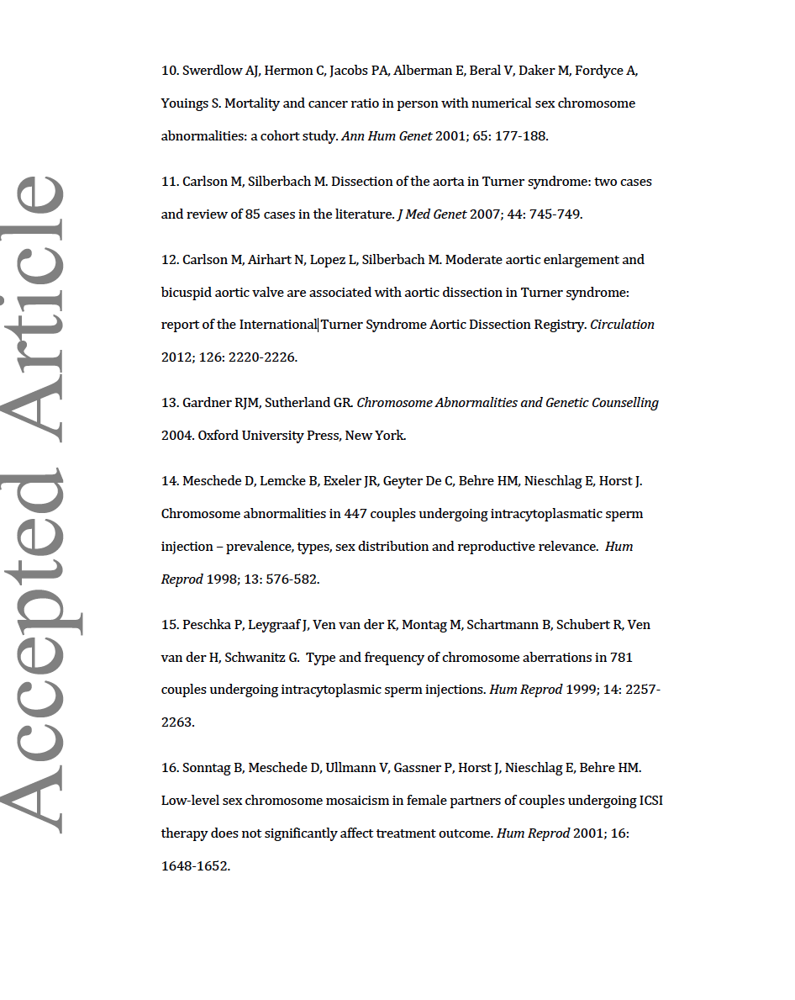 10. Swerdlow AJ, Hermon C, Jacobs PA, Alberman E, Beral V, Daker M, Fordyce A,
Youings S. Mortality and cancer ratio in person with numerical sex chromosome
abnormalities: a cohort study. Ann Hum Genet 2001; 65: 177-188.
11. Carlson M, Silberbach M. Dissection of the aorta in Turner syndrome: two cases
and review of 85 cases in the literature. J Med Genet 2007; 44: 745-749.
12. Carlson M, Airhart N, Lopez L, Silberbach M. Moderate aortic enlargement and
bicuspid aortic valve are associated with aortic dissection in Turner syndrome:
report of the International Turner Syndrome Aortic Dissection Registry. Circulation
2012; 126: 2220-2226.
13. Gardner RJM, Sutherland GR. Chromosome Abnormalities and Genetic Counselling
2004. Oxford University Press, New York.
14. Meschede D, Lemcke B, Exeler JR, Geyter De C, Behre HM, Nieschlag E, Horst J.
Chromosome abnormalities in 447 couples undergoing intracytoplasmatic sperm
injection – prevalence, types, sex distribution and reproductive relevance. Hum
Reprod 1998; 13: 576-582.
15. Peschka P, Leygraaf J, Ven van der K, Montag M, Schartmann B, Schubert R, Ven
van der H, Schwanitz G. Type and frequency of chromosome aberrations in 781
couples undergoing intracytoplasmic sperm injections. Hum Reprod 1999; 14: 2257-
2263.
16. Sonntag B, Meschede D, Ullmann V, Gassner P, Horst J, Nieschlag E, Behre HM.
Low-level sex chromosome mosaicism in female partners of couples undergoing ICSI
therapy does not significantly affect treatment outcome. Hum Reprod 2001; 16:
1648-1652.
Accepted Article